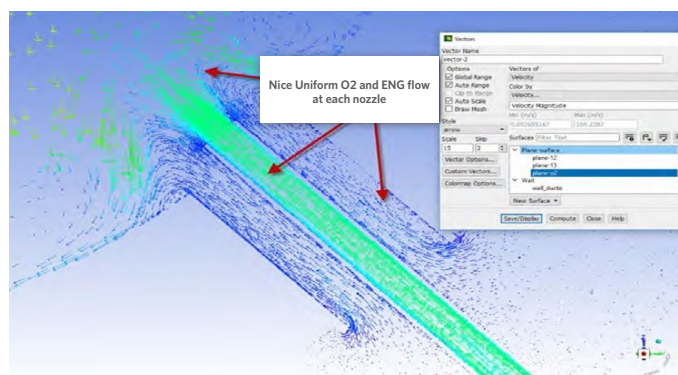 Vectors
Vector Name
vector-2
Options
Vectors of
Global Range
Velocity
Auto Range
Color by
Clip to Range
Velocity...
Auto Scale
Velocity Magnitude
Draw Mesh
Min (m/s)
Max (m/s)
Style
arrow
Scale
Skip
Surfaces
Filter Text
15
2
Plane-surface
plane-12
plane-13
plane-o2
Wall
wall_ducts
Vector Options...
Custom Vectors...
Colormap Options...
New Surface
Save/Display
Compute
Close
Help
Nice Uniform O2 and ENG flow
at each nozzle